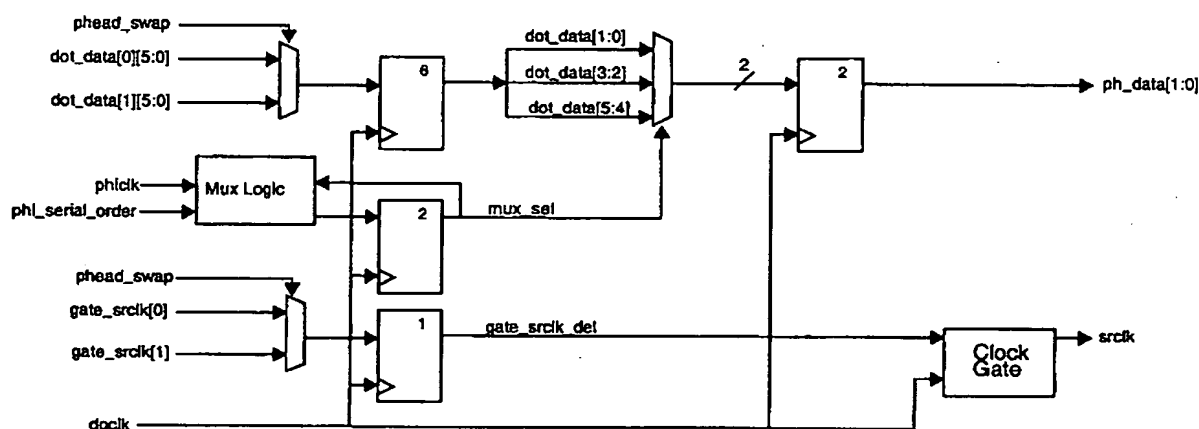 phead_swap
dot_data[0][5:0]
dot_data[1][5:0]
6
dot_data[1:0]
dot_data[3:2]
dot_data[5:4]
2
2
ph_data[1:0]
phiclk
phi_serial_order
Mux Logic
2
mux_sel
phead_swap
gate_srclk[0]
gate_srclk[1]
1
gate_srclk_del
Clock
Gate
srclk
doclk